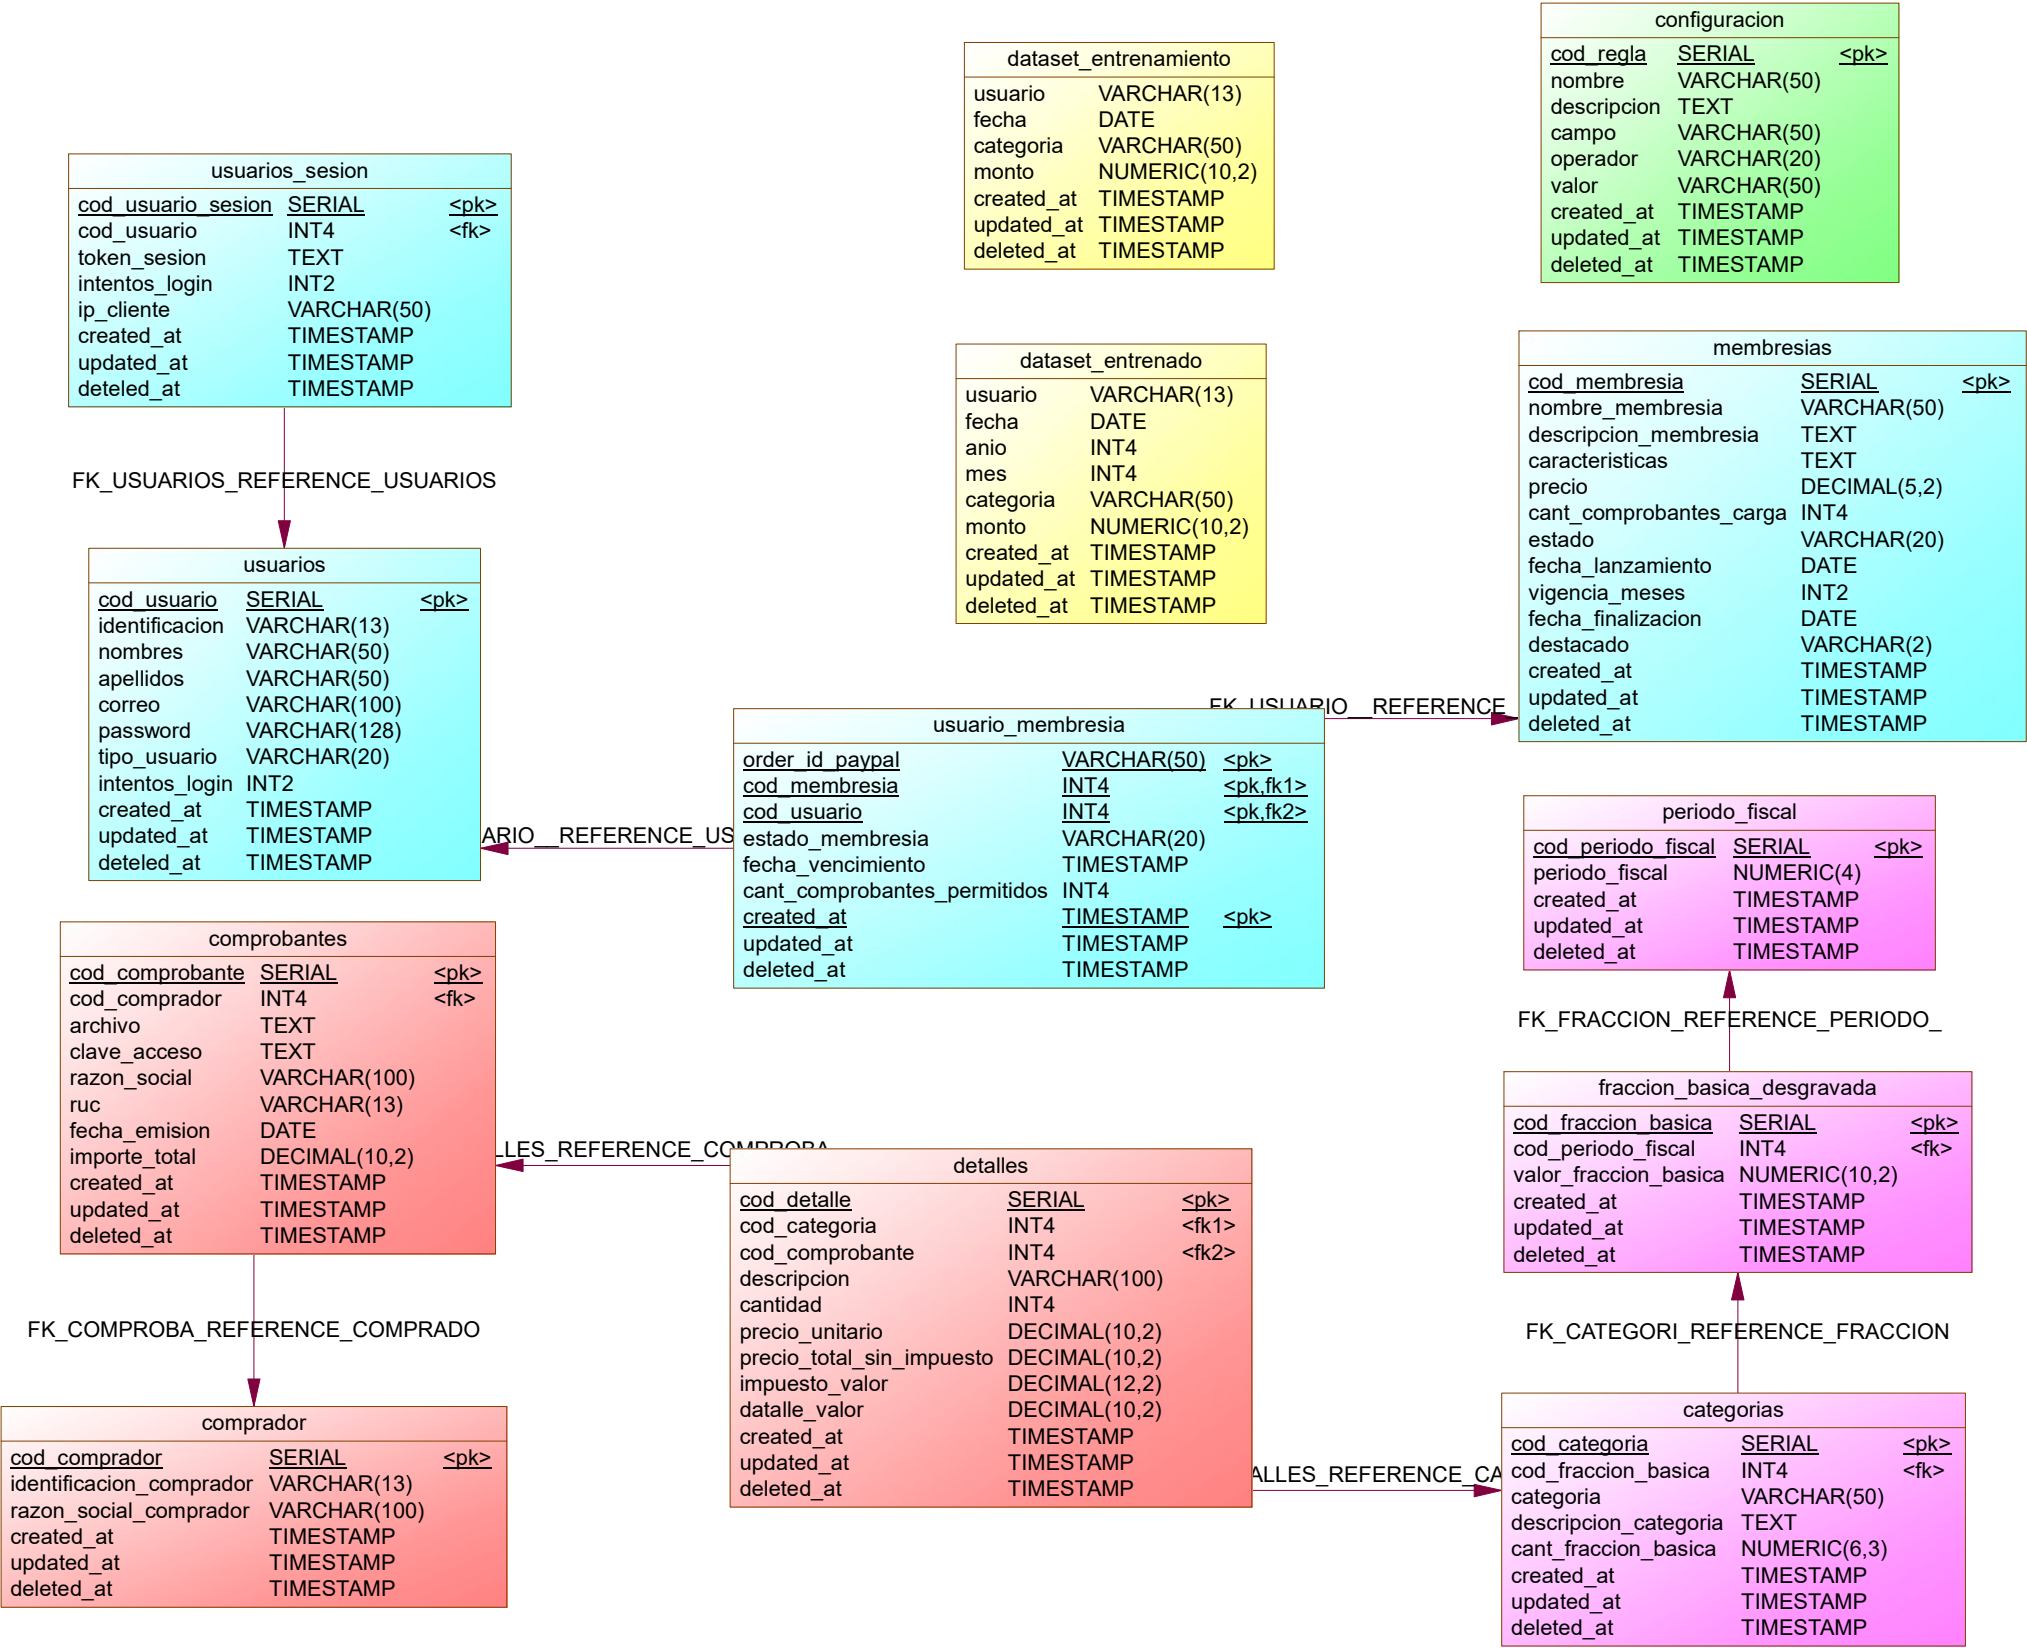 configuracion
cod_regla SERIAL <pk>
nombre VARCHAR(50)
descripcion TEXT
campo VARCHAR(50)
operador VARCHAR(20)
valor VARCHAR(50)
created_at TIMESTAMP
updated_at TIMESTAMP
deleted_at TIMESTAMP
dataset_entrenamiento
usuario VARCHAR(13)
fecha DATE
categoria VARCHAR(50)
monto NUMERIC(10,2)
created_at TIMESTAMP
updated_at TIMESTAMP
deleted_at TIMESTAMP
usuarios_sesion
cod_usuario_sesion SERIAL <pk>
cod_usuario INT4 <fk>
token_sesion TEXT
intentos_login INT2
ip_cliente VARCHAR(50)
created_at TIMESTAMP
updated_at TIMESTAMP
deteled_at TIMESTAMP
FK_USUARIOS_REFERENCE_USUARIOS
dataset_entrenado
usuario VARCHAR(13)
fecha DATE
anio INT4
mes INT4
categoria VARCHAR(50)
monto NUMERIC(10,2)
created_at TIMESTAMP
updated_at TIMESTAMP
deleted_at TIMESTAMP
membresias
cod_membresia SERIAL <pk>
nombre_membresia VARCHAR(50)
descripcion_membresia TEXT
caracteristicas TEXT
precio DECIMAL(5,2)
cant_comprobantes_carga INT4
estado VARCHAR(20)
fecha_lanzamiento DATE
vigencia_meses INT2
fecha_finalizacion DATE
destacado VARCHAR(2)
created_at TIMESTAMP
updated_at TIMESTAMP
deleted_at TIMESTAMP
usuarios
cod_usuario SERIAL <pk>
identificacion VARCHAR(13)
nombres VARCHAR(50)
apellidos VARCHAR(50)
correo VARCHAR(100)
password VARCHAR(128)
tipo_usuario VARCHAR(20)
intentos_login INT2
created_at TIMESTAMP
updated_at TIMESTAMP
deteled_at TIMESTAMP
FK_USUARIO__REFERENCE
ARIO__REFERENCE_US
usuario_membresia
order_id_paypal VARCHAR(50) <pk>
cod_membresia INT4 <pk,fk1>
cod_usuario INT4 <pk,fk2>
estado_membresia VARCHAR(20)
fecha_vencimiento TIMESTAMP
cant_comprobantes_permitidos INT4
created_at TIMESTAMP <pk>
updated_at TIMESTAMP
deleted_at TIMESTAMP
periodo_fiscal
cod_periodo_fiscal SERIAL <pk>
periodo_fiscal NUMERIC(4)
created_at TIMESTAMP
updated_at TIMESTAMP
deleted_at TIMESTAMP
FK_FRACCION_REFERENCE_PERIODO_
comprobantes
cod_comprobante SERIAL <pk>
cod_comprador INT4 <fk>
archivo TEXT
clave_acceso TEXT
razon_social VARCHAR(100)
ruc VARCHAR(13)
fecha_emision DATE
importe_total DECIMAL(10,2)
created_at TIMESTAMP
updated_at TIMESTAMP
deleted_at TIMESTAMP
LLES_REFERENCE_COMPROBA
fraccion_basica_desgravada
cod_fraccion_basica SERIAL <pk>
cod_periodo_fiscal INT4 <fk>
valor_fraccion_basica NUMERIC(10,2)
created_at TIMESTAMP
updated_at TIMESTAMP
deleted_at TIMESTAMP
FK_CATEGORI_REFERENCE_FRACCION
detalles
cod_detalle SERIAL <pk>
cod_categoria INT4 <fk1>
cod_comprobante INT4 <fk2>
descripcion VARCHAR(100)
cantidad INT4
precio_unitario DECIMAL(10,2)
precio_total_sin_impuesto DECIMAL(10,2)
impuesto_valor DECIMAL(12,2)
datalle_valor DECIMAL(10,2)
created_at TIMESTAMP
updated_at TIMESTAMP
deleted_at TIMESTAMP
FK_COMPROBA_REFERENCE_COMPRADO
comprador
cod_comprador SERIAL <pk>
identificacion_comprador VARCHAR(13)
razon_social_comprador VARCHAR(100)
created_at TIMESTAMP
updated_at TIMESTAMP
deleted_at TIMESTAMP
ALLES_REFERENCE_CA
categorias
cod_categoria SERIAL <pk>
cod_fraccion_basica INT4 <fk>
categoria VARCHAR(50)
descripcion_categoria TEXT
cant_fraccion_basica NUMERIC(6,3)
created_at TIMESTAMP
updated_at TIMESTAMP
deleted_at TIMESTAMP